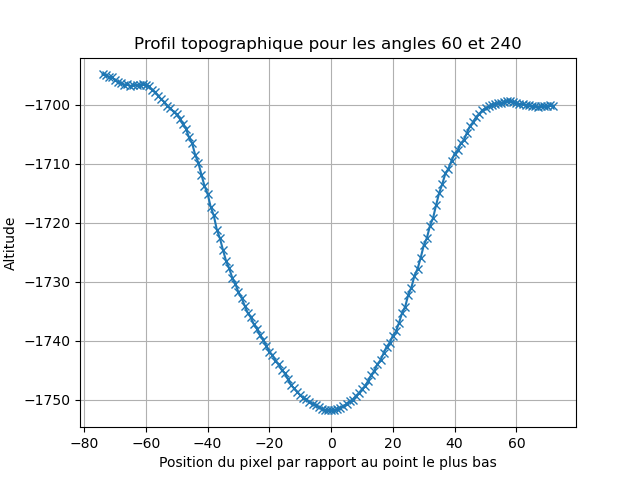 Profil topographique pour les angles 60 et 240
Altitude
−1700
−1710
−1720
−1730
−1740
−1750
−80 −60 −40 −20 0 20 40 60
Position du pixel par rapport au point le plus bas